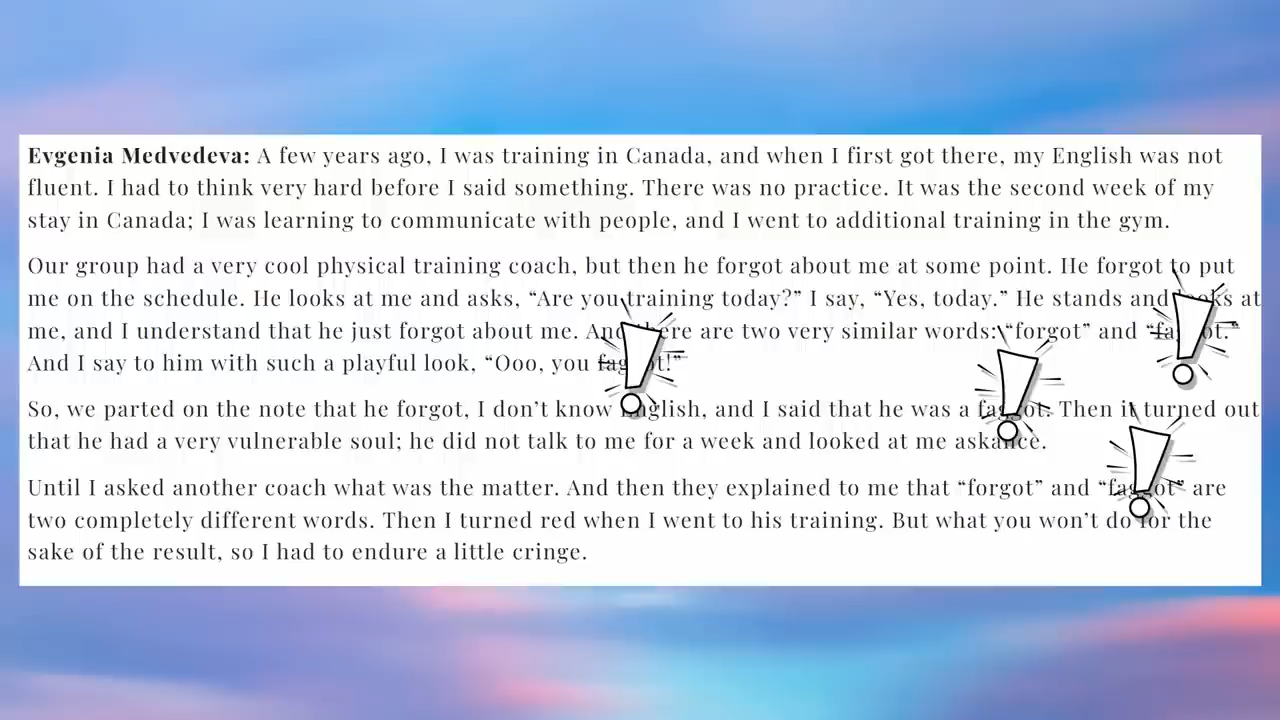 Evgenia Medvedeva: A few years ago, I was training in Canada, and when I first got there, my English was not
fluent. I had to think very hard before I said something. There was no practice. It was the second week of my
stay in Canada; I was learning to communicate with people, and I went to additional training in the gym.
Our group had a very cool physical training coach, but then he forgot about me at some point. He forgot to put
me on the schedule. He looks at me and asks, “Are you training today?” I say, “Yes, today.” He stands and looks at
me, and I understand that he just forgot about me. And there are two very similar words: “forgot” and “faggot.”
And I say to him with such a playful look, “Ooo, you faggot!”
So, we parted on the note that he forgot, I don’t know English, and I said that he was a faggot. Then it turned out
that he had a very vulnerable soul; he did not talk to me for a week and looked at me askance.
Until I asked another coach what was the matter. And then they explained to me that “forgot” and “faggot” are
two completely different words. Then I turned red when I went to his training. But what you won’t do for the
sake of the result, so I had to endure a little cringe.